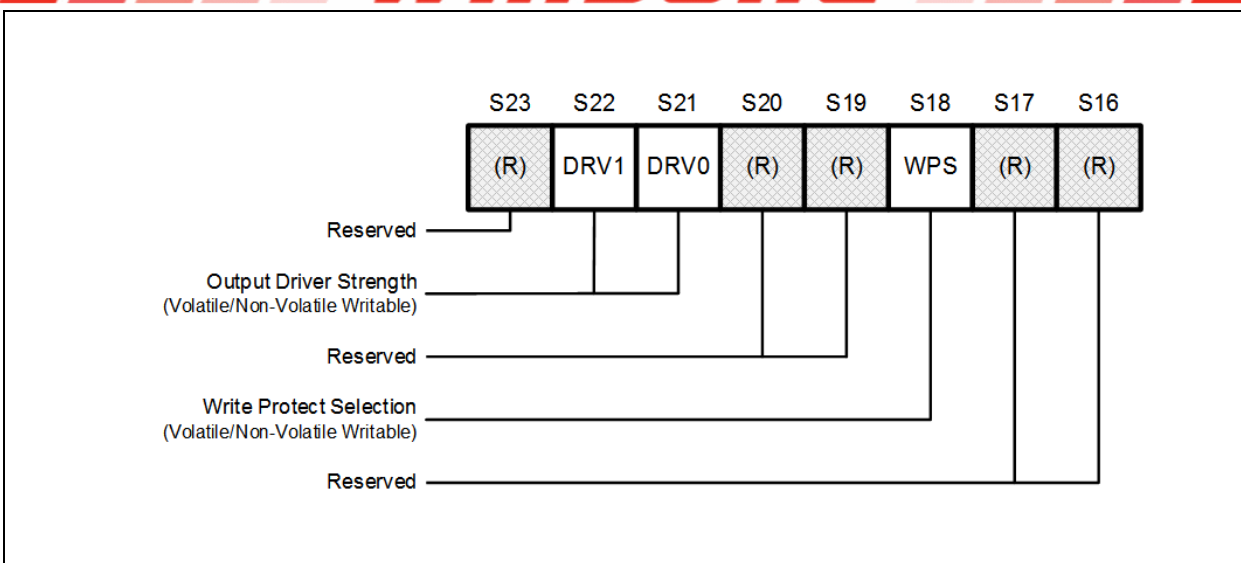 S23 S22 S21 S20 S19 S18 S17 S16
(R) DRV1 DRV0 (R) (R) WPS (R) (R)
Reserved
Output Driver Strength
(Volatile/Non-Volatile Writable)
Reserved
Write Protect Selection
(Volatile/Non-Volatile Writable)
Reserved